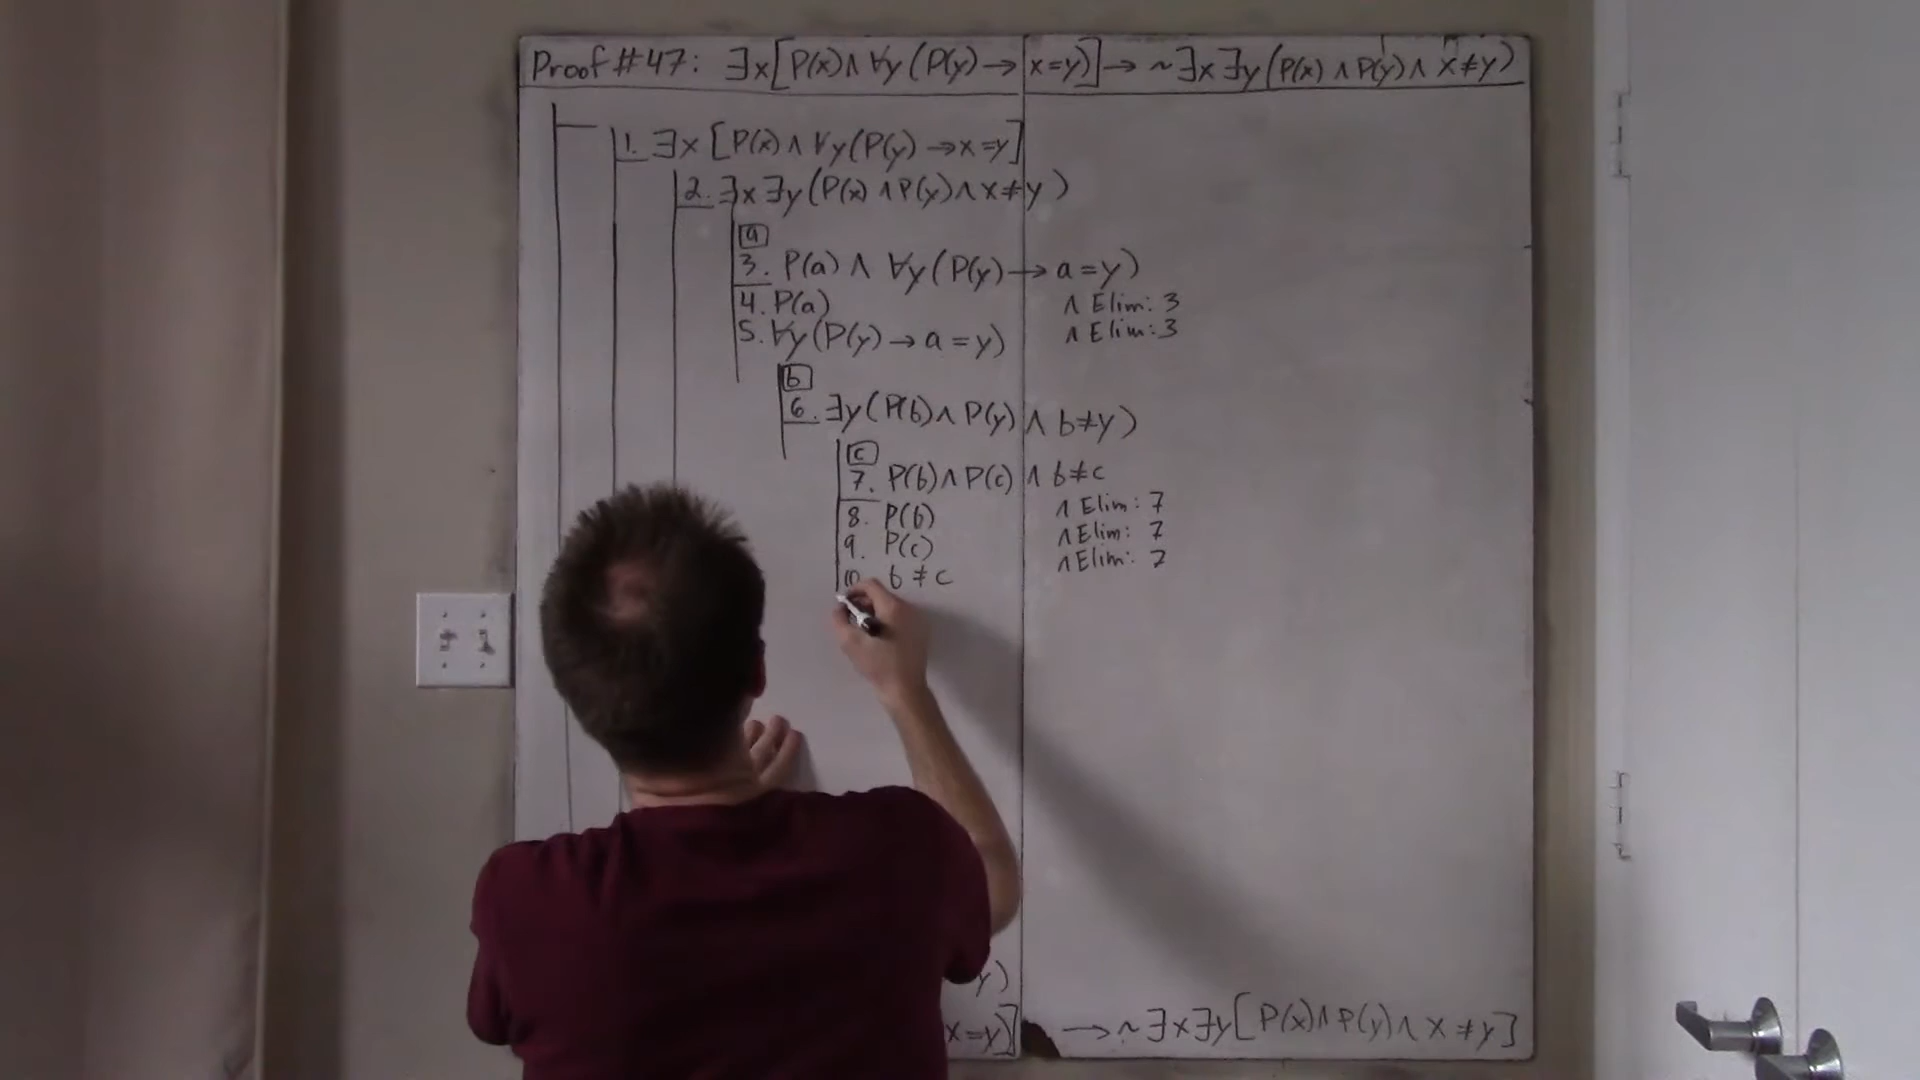 Proof #47: ∃x[P(x) ∧ ∀y(P(y) → x=y)] → ~∃x∃y(P(x) ∧ P(y) ∧ x≠y)
1. ∃x[P(x) ∧ ∀y(P(y) → x=y]
2. ∃x∃y(P(x) ∧ P(y) ∧ x≠y)
a
3. P(a) ∧ ∀y(P(y) → a=y)
4. P(a) ∧ Elim: 3
5. ∀y(P(y) → a=y) ∧ Elim: 3
b
6. ∃y(P(b) ∧ P(y) ∧ b≠y)
c
7. P(b) ∧ P(c) ∧ b≠c
8. P(b) ∧ Elim: 7
9. P(c) ∧ Elim: 7
10. b≠c ∧ Elim: 7
y)
x=y)] → ~∃x∃y[P(x) ∧ P(y) ∧ x≠y]